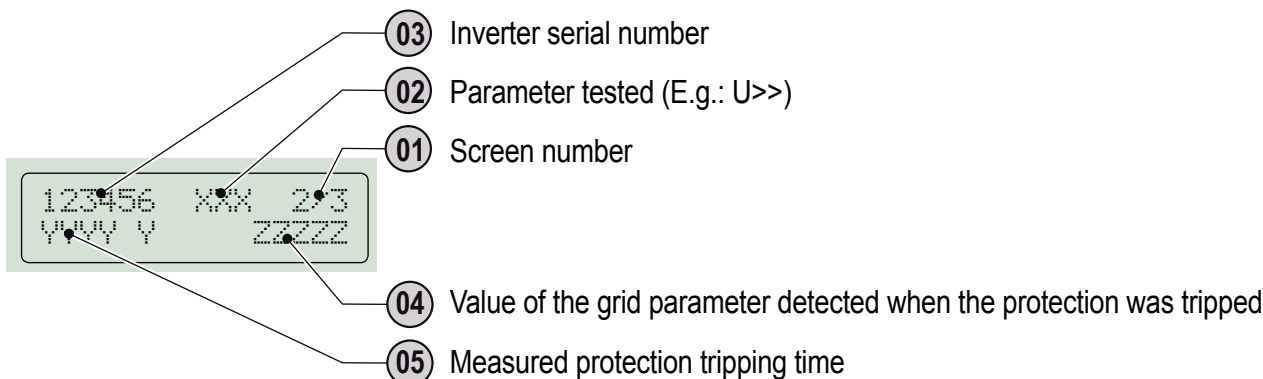 03 Inverter serial number
02 Parameter tested (E.g.: U>>)
01 Screen number
123456 XXX 2/3
YYYY Y ZZZZZ
04 Value of the grid parameter detected when the protection was tripped
05 Measured protection tripping time